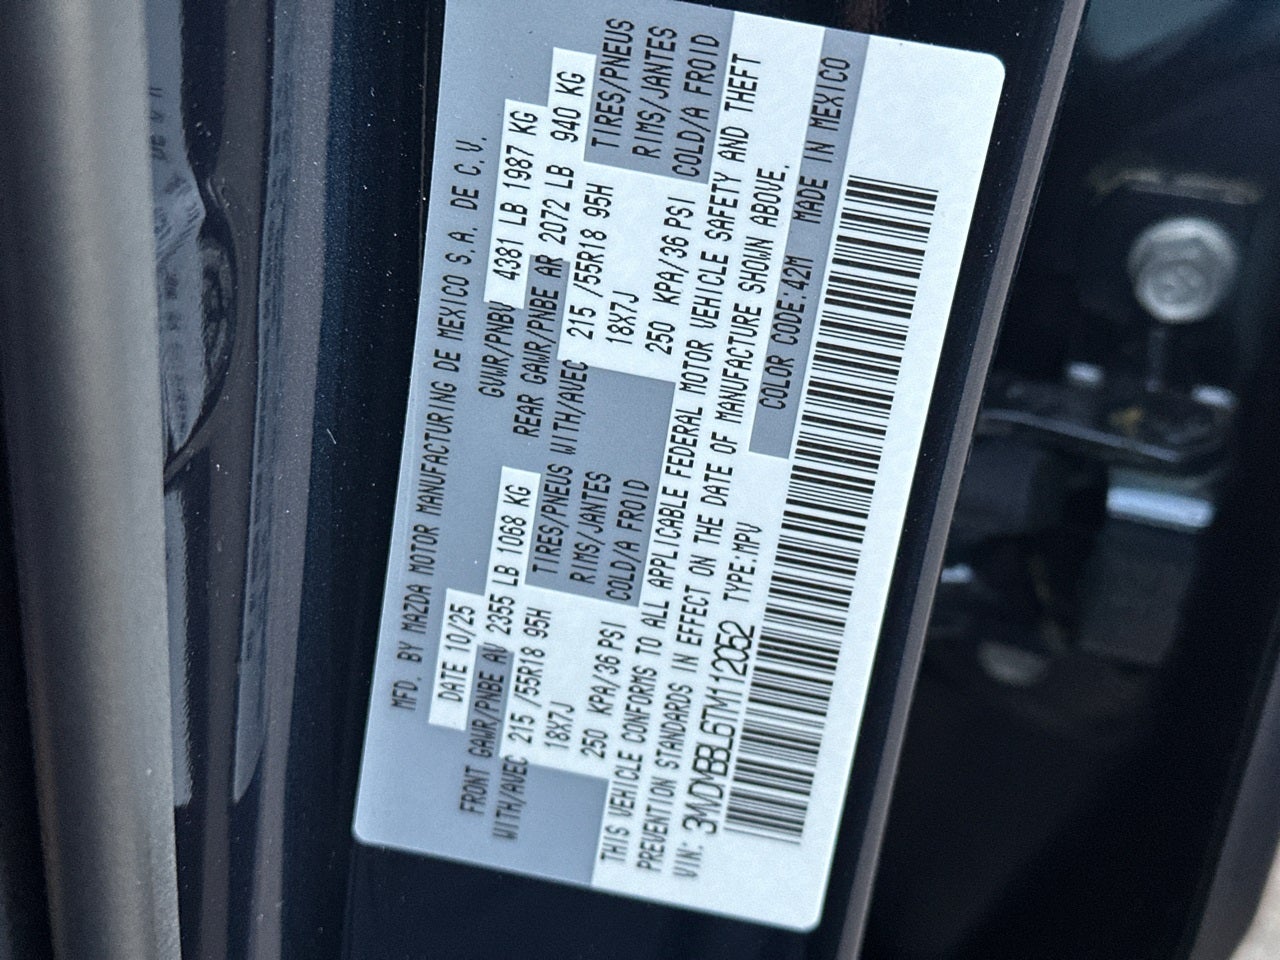 MFD. BY MAZDA MOTOR MANUFACTURING DE MEXICO S.A. DE C.V.
DATE 10/25 GVWR/PNBV 4381 LB 1987 KG
FRONT GAWR/PNBE AV 2355 LB 1068 KG REAR GAWR/PNBE AR 2072 LB 940 KG
WITH/AVEC 215 /55R18 95H TIRES/PNEUS WITH/AVEC 215 /55R18 95H TIRES/PNEUS
18X7J RIMS/JANTES 18X7J RIMS/JANTES
250 KPA/36 PSI COLD/A FROID 250 KPA/36 PSI COLD/A FROID
THIS VEHICLE CONFORMS TO ALL APPLICABLE FEDERAL MOTOR VEHICLE SAFETY AND THEFT
PREVENTION STANDARDS IN EFFECT ON THE DATE OF MANUFACTURE SHOWN ABOVE.
VIN: 3MVDMBBL6TM112052 TYPE:MPV COLOR CODE:42M MADE IN MEXICO